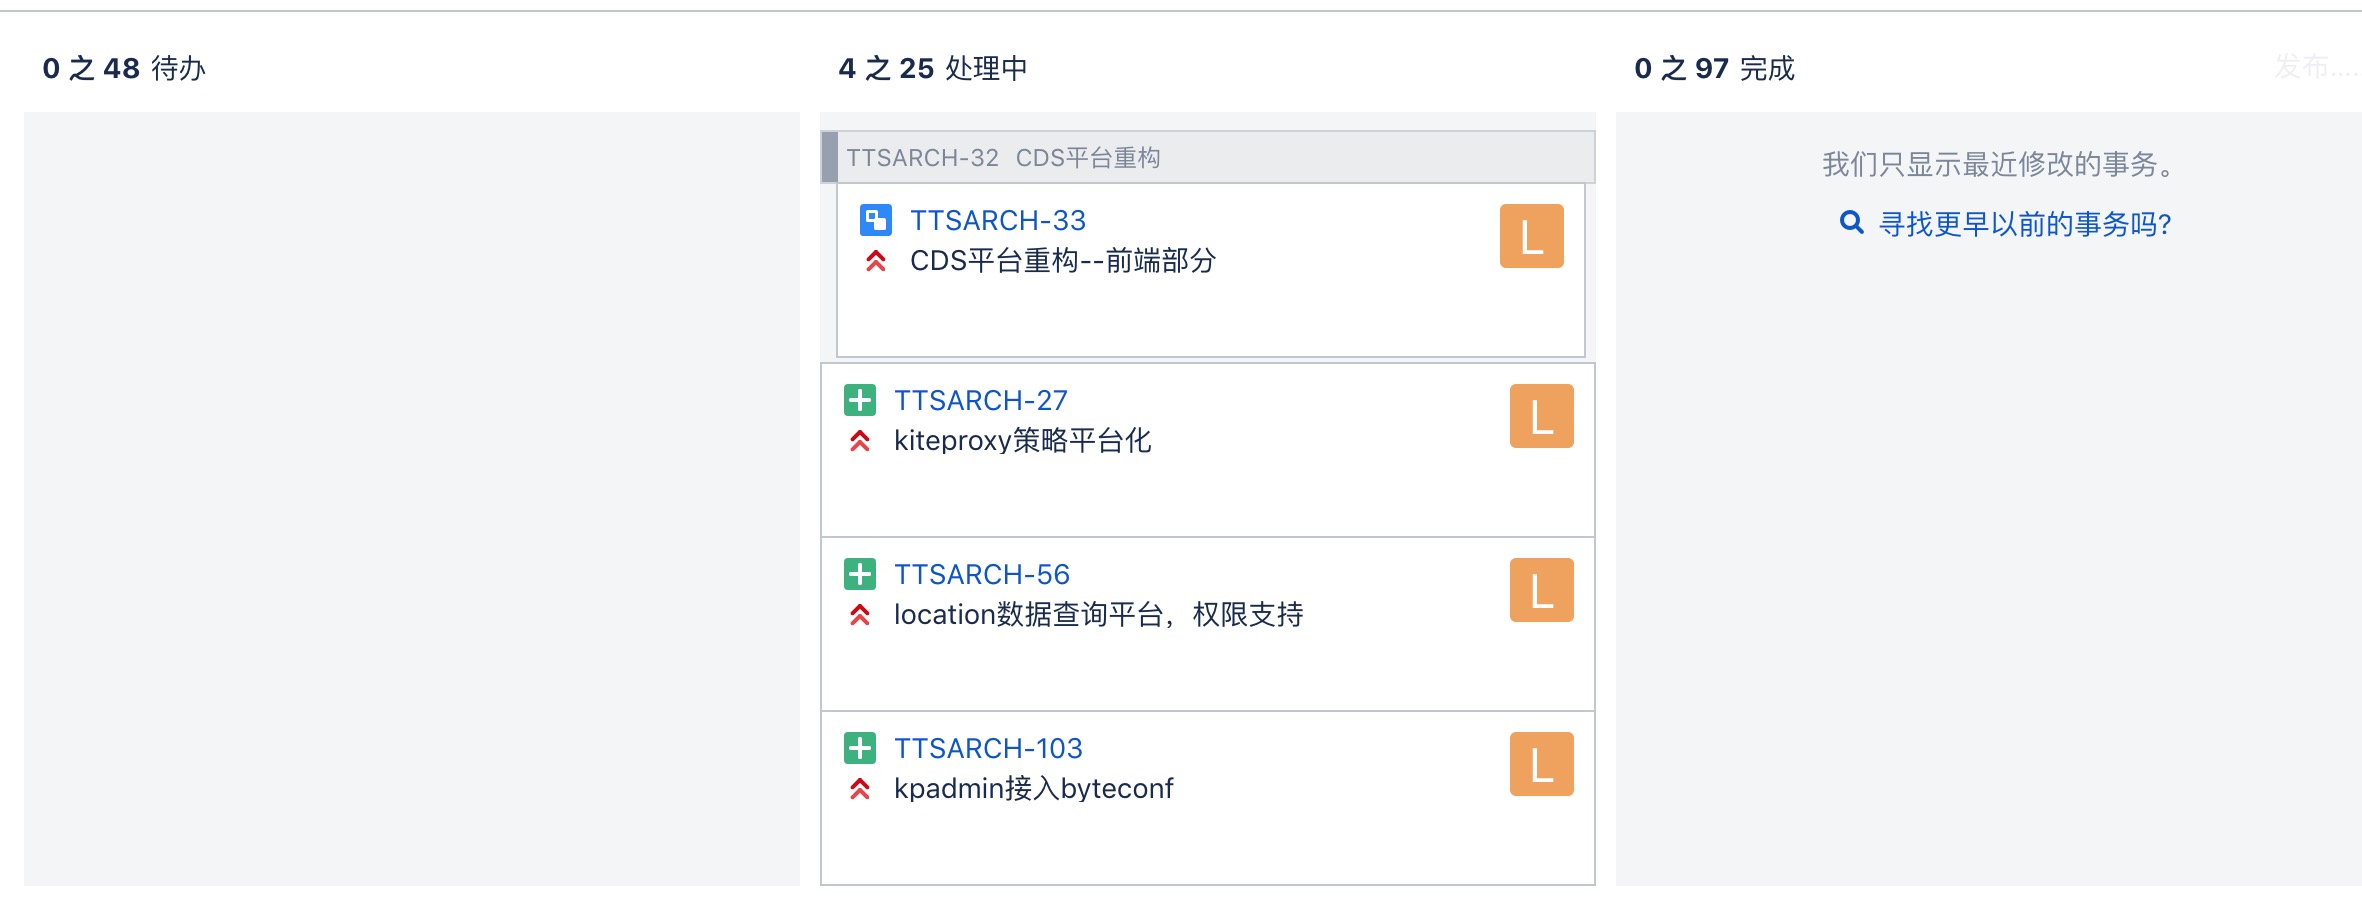 0 之 48 待办
4 之 25 处理中
0 之 97 完成
发布....
TTSARCH-32 CDS平台重构
TTSARCH-33
CDS平台重构--前端部分
L
TTSARCH-27
kiteproxy策略平台化
L
TTSARCH-56
location数据查询平台，权限支持
L
TTSARCH-103
kpadmin接入byteconf
L
我们只显示最近修改的事务。
寻找更早以前的事务吗?